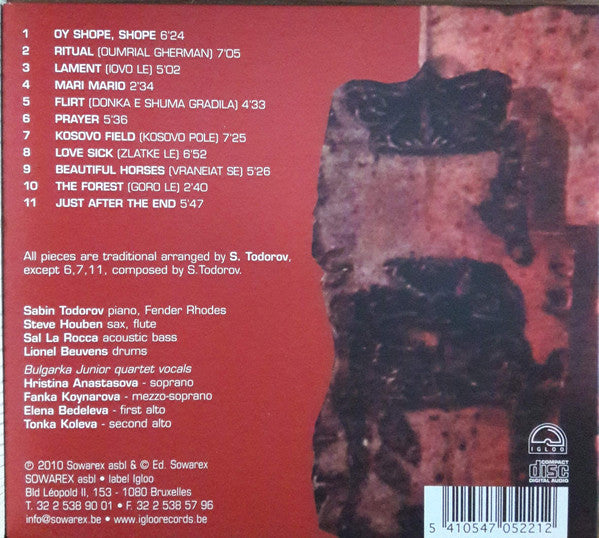 1 OY SHOPE, SHOPE 6'24
2 RITUAL (OUMRIAL GHERMAN) 7'05
3 LAMENT (IOVO LE) 5'02
4 MARI MARIO 2'34
5 FLIRT (DONKA E SHUMA GRADILA) 4'33
6 PRAYER 5'36
7 KOSOVO FIELD (KOSOVO POLE) 7'25
8 LOVE SICK (ZLATKE LE) 6'52
9 BEAUTIFUL HORSES (VRANEIAT SE) 5'26
10 THE FOREST (GORO LE) 2'40
11 JUST AFTER THE END 5'47
All pieces are traditional arranged by S. Todorov,
except 6,7,11, composed by S.Todorov.
Sabin Todorov piano, Fender Rhodes
Steve Houben sax, flute
Sal La Rocca acoustic bass
Lionel Beuvens drums
Bulgarka Junior quartet vocals
Hristina Anastasova - soprano
Fanka Koynarova - mezzo-soprano
Elena Bedeleva - first alto
Tonka Koleva - second alto
℗ 2010 Sowarex asbl & © Ed. Sowarex
SOWAREX asbl • label Igloo
Bld Léopold II, 153 - 1080 Bruxelles
T. 32 2 538 90 01 • F. 32 2 538 57 96
info@sowarex.be • www.igloorecords.be
IGLOO
COMPACT
disc
DIGITAL AUDIO
5 410547 052212